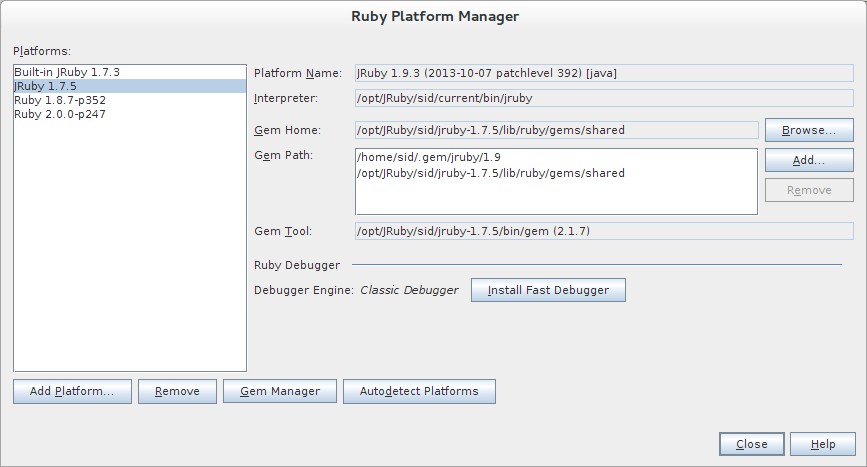 Ruby Platform Manager
Platforms:
Built-in JRuby 1.7.3
JRuby 1.7.5
Ruby 1.8.7-p352
Ruby 2.0.0-p247
Platform Name: JRuby 1.9.3 (2013-10-07 patchlevel 392) [java]
Interpreter: /opt/JRuby/sid/current/bin/jruby
Gem Home: /opt/JRuby/sid/jruby-1.7.5/lib/ruby/gems/shared Browse...
Gem Path: /home/sid/.gem/jruby/1.9 Add...
/opt/JRuby/sid/jruby-1.7.5/lib/ruby/gems/shared
Remove
Gem Tool: /opt/JRuby/sid/jruby-1.7.5/bin/gem (2.1.7)
Ruby Debugger
Debugger Engine: Classic Debugger Install Fast Debugger
Add Platform... Remove Gem Manager Autodetect Platforms
Close Help